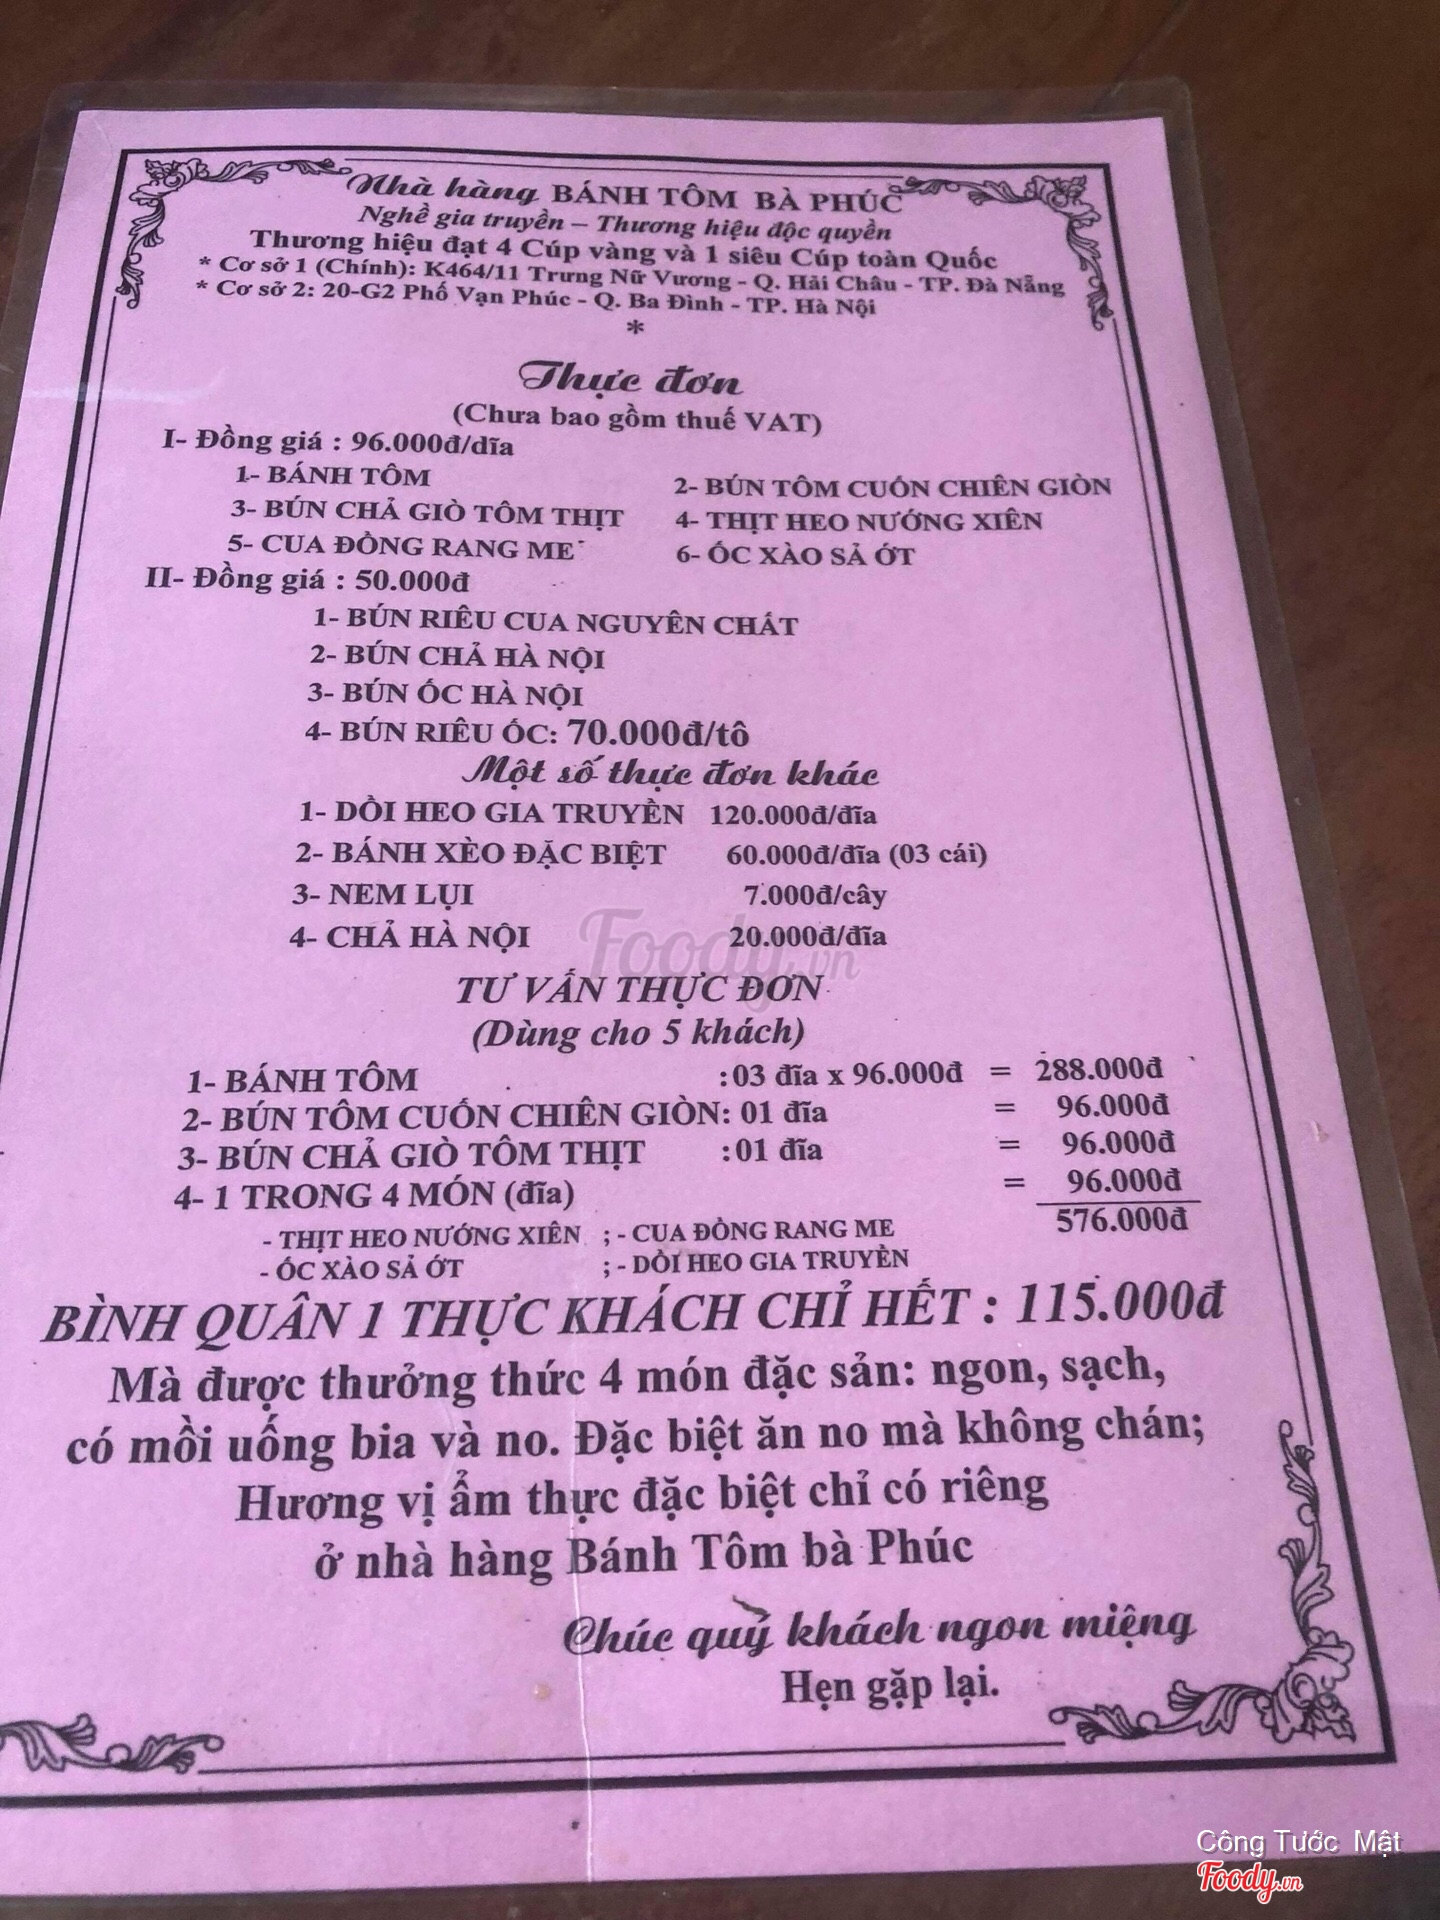 Nhà hàng BÁNH TÔM BÀ PHÚC
Nghề gia truyền – Thương hiệu độc quyền
Thương hiệu đạt 4 Cúp vàng và 1 siêu Cúp toàn Quốc
* Cơ sở 1 (Chính): K464/11 Trưng Nữ Vương - Q. Hải Châu - TP. Đà Nẵng
* Cơ sở 2: 20-G2 Phố Vạn Phúc - Q. Ba Đình - TP. Hà Nội
*
Thực đơn
(Chưa bao gồm thuế VAT)
I- Đồng giá : 96.000đ/dĩa
1- BÁNH TÔM 2- BÚN TÔM CUỐN CHIÊN GIÒN
3- BÚN CHẢ GIÒ TÔM THỊT 4- THỊT HEO NƯỚNG XIÊN
5- CUA ĐỒNG RANG ME 6- ỐC XÀO SẢ ỚT
II- Đồng giá : 50.000đ
1- BÚN RIÊU CUA NGUYÊN CHẤT
2- BÚN CHẢ HÀ NỘI
3- BÚN ỐC HÀ NỘI
4- BÚN RIÊU ỐC: 70.000đ/tô
Một số thực đơn khác
1- DỒI HEO GIA TRUYỀN 120.000đ/đĩa
2- BÁNH XÈO ĐẶC BIỆT 60.000đ/đĩa (03 cái)
3- NEM LỤI 7.000đ/cây
4- CHẢ HÀ NỘI 20.000đ/đĩa
Foody.vn
TƯ VẤN THỰC ĐƠN
(Dùng cho 5 khách)
1- BÁNH TÔM : 03 đĩa x 96.000đ = 288.000đ
2- BÚN TÔM CUỐN CHIÊN GIÒN: 01 đĩa = 96.000đ
3- BÚN CHẢ GIÒ TÔM THỊT : 01 đĩa = 96.000đ
4- 1 TRONG 4 MÓN (đĩa) = 96.000đ
576.000đ
- THỊT HEO NƯỚNG XIÊN ; - CUA ĐỒNG RANG ME
- ỐC XÀO SẢ ỚT ; - DỒI HEO GIA TRUYỀN
BÌNH QUÂN 1 THỰC KHÁCH CHỈ HẾT : 115.000đ
Mà được thưởng thức 4 món đặc sản: ngon, sạch,
có mồi uống bia và no. Đặc biệt ăn no mà không chán;
Hương vị ẩm thực đặc biệt chỉ có riêng
ở nhà hàng Bánh Tôm bà Phúc
Chúc quý khách ngon miệng
Hẹn gặp lại.
Công Tước Mật
Foody.vn